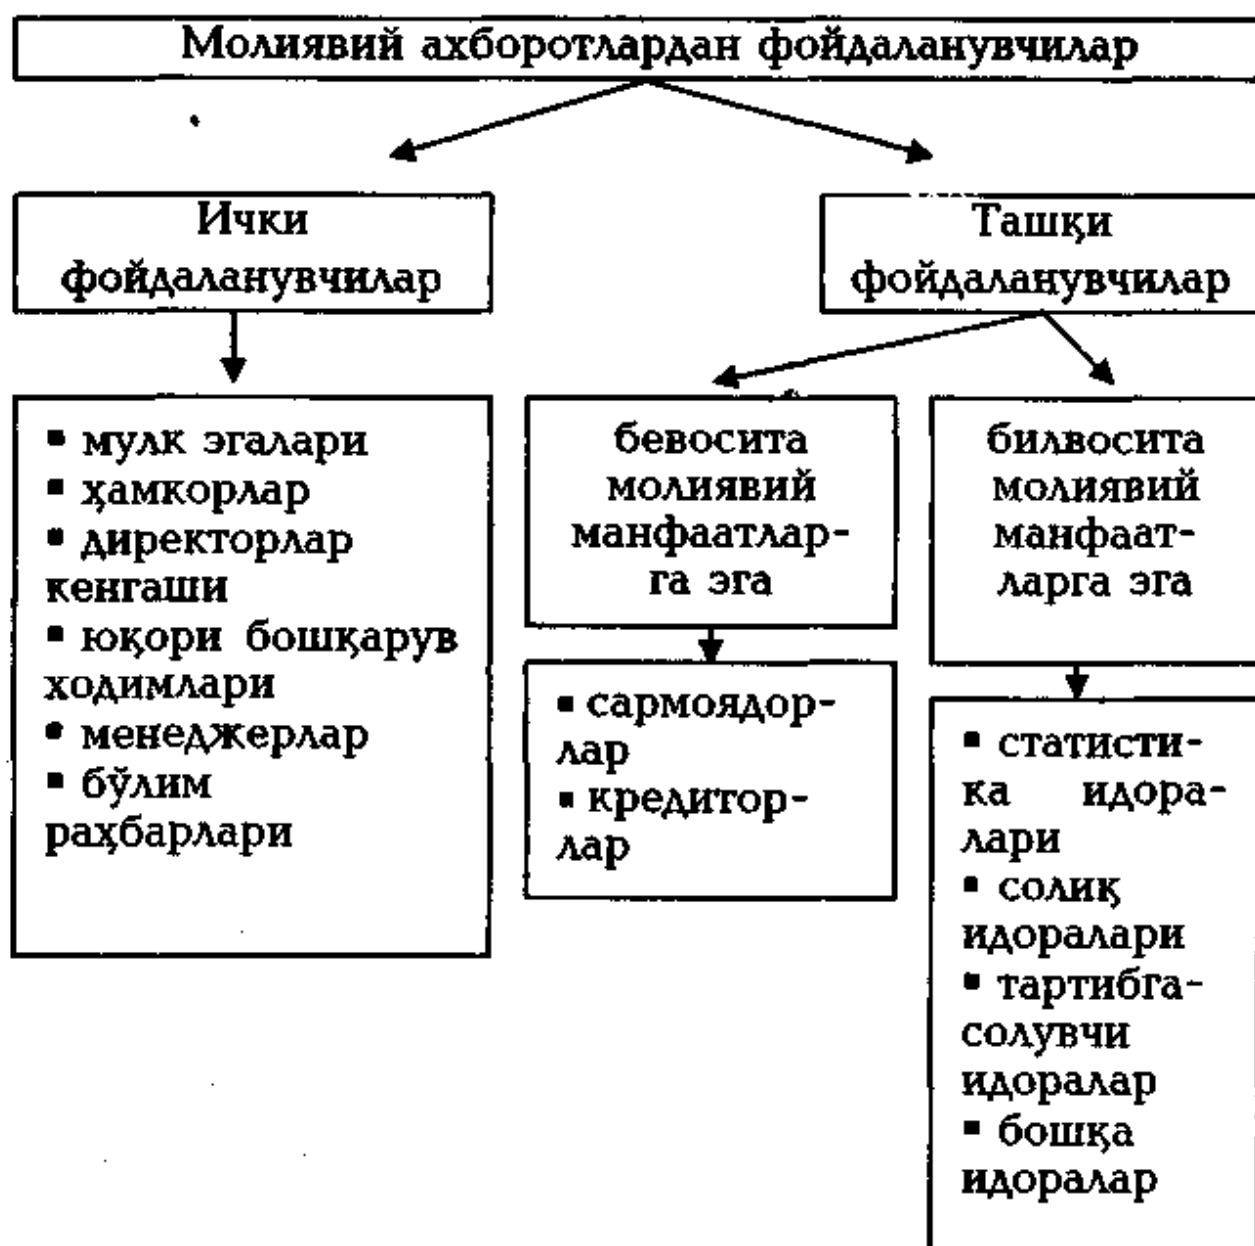 Молиявий ахборотлардан фойдаланувчилар
Ички
фойдаланувчилар
Ташқи
фойдаланувчилар
▪ мулк эгалари
▪ ҳамкорлар
▪ директорлар
кенгаши
▪ юқори бошқарув
ходимлари
▪ менеджерлар
▪ бўлим
раҳбарлари
бевосита
молиявий
манфаатлар-
га эга
▪ сармоядор-
лар
▪ кредитор-
лар
билвосита
молиявий
манфаат-
ларга эга
▪ статисти-
ка идора-
лари
▪ солиқ
идоралари
▪ тартибга-
солувчи
идоралар
▪ бошқа
идоралар